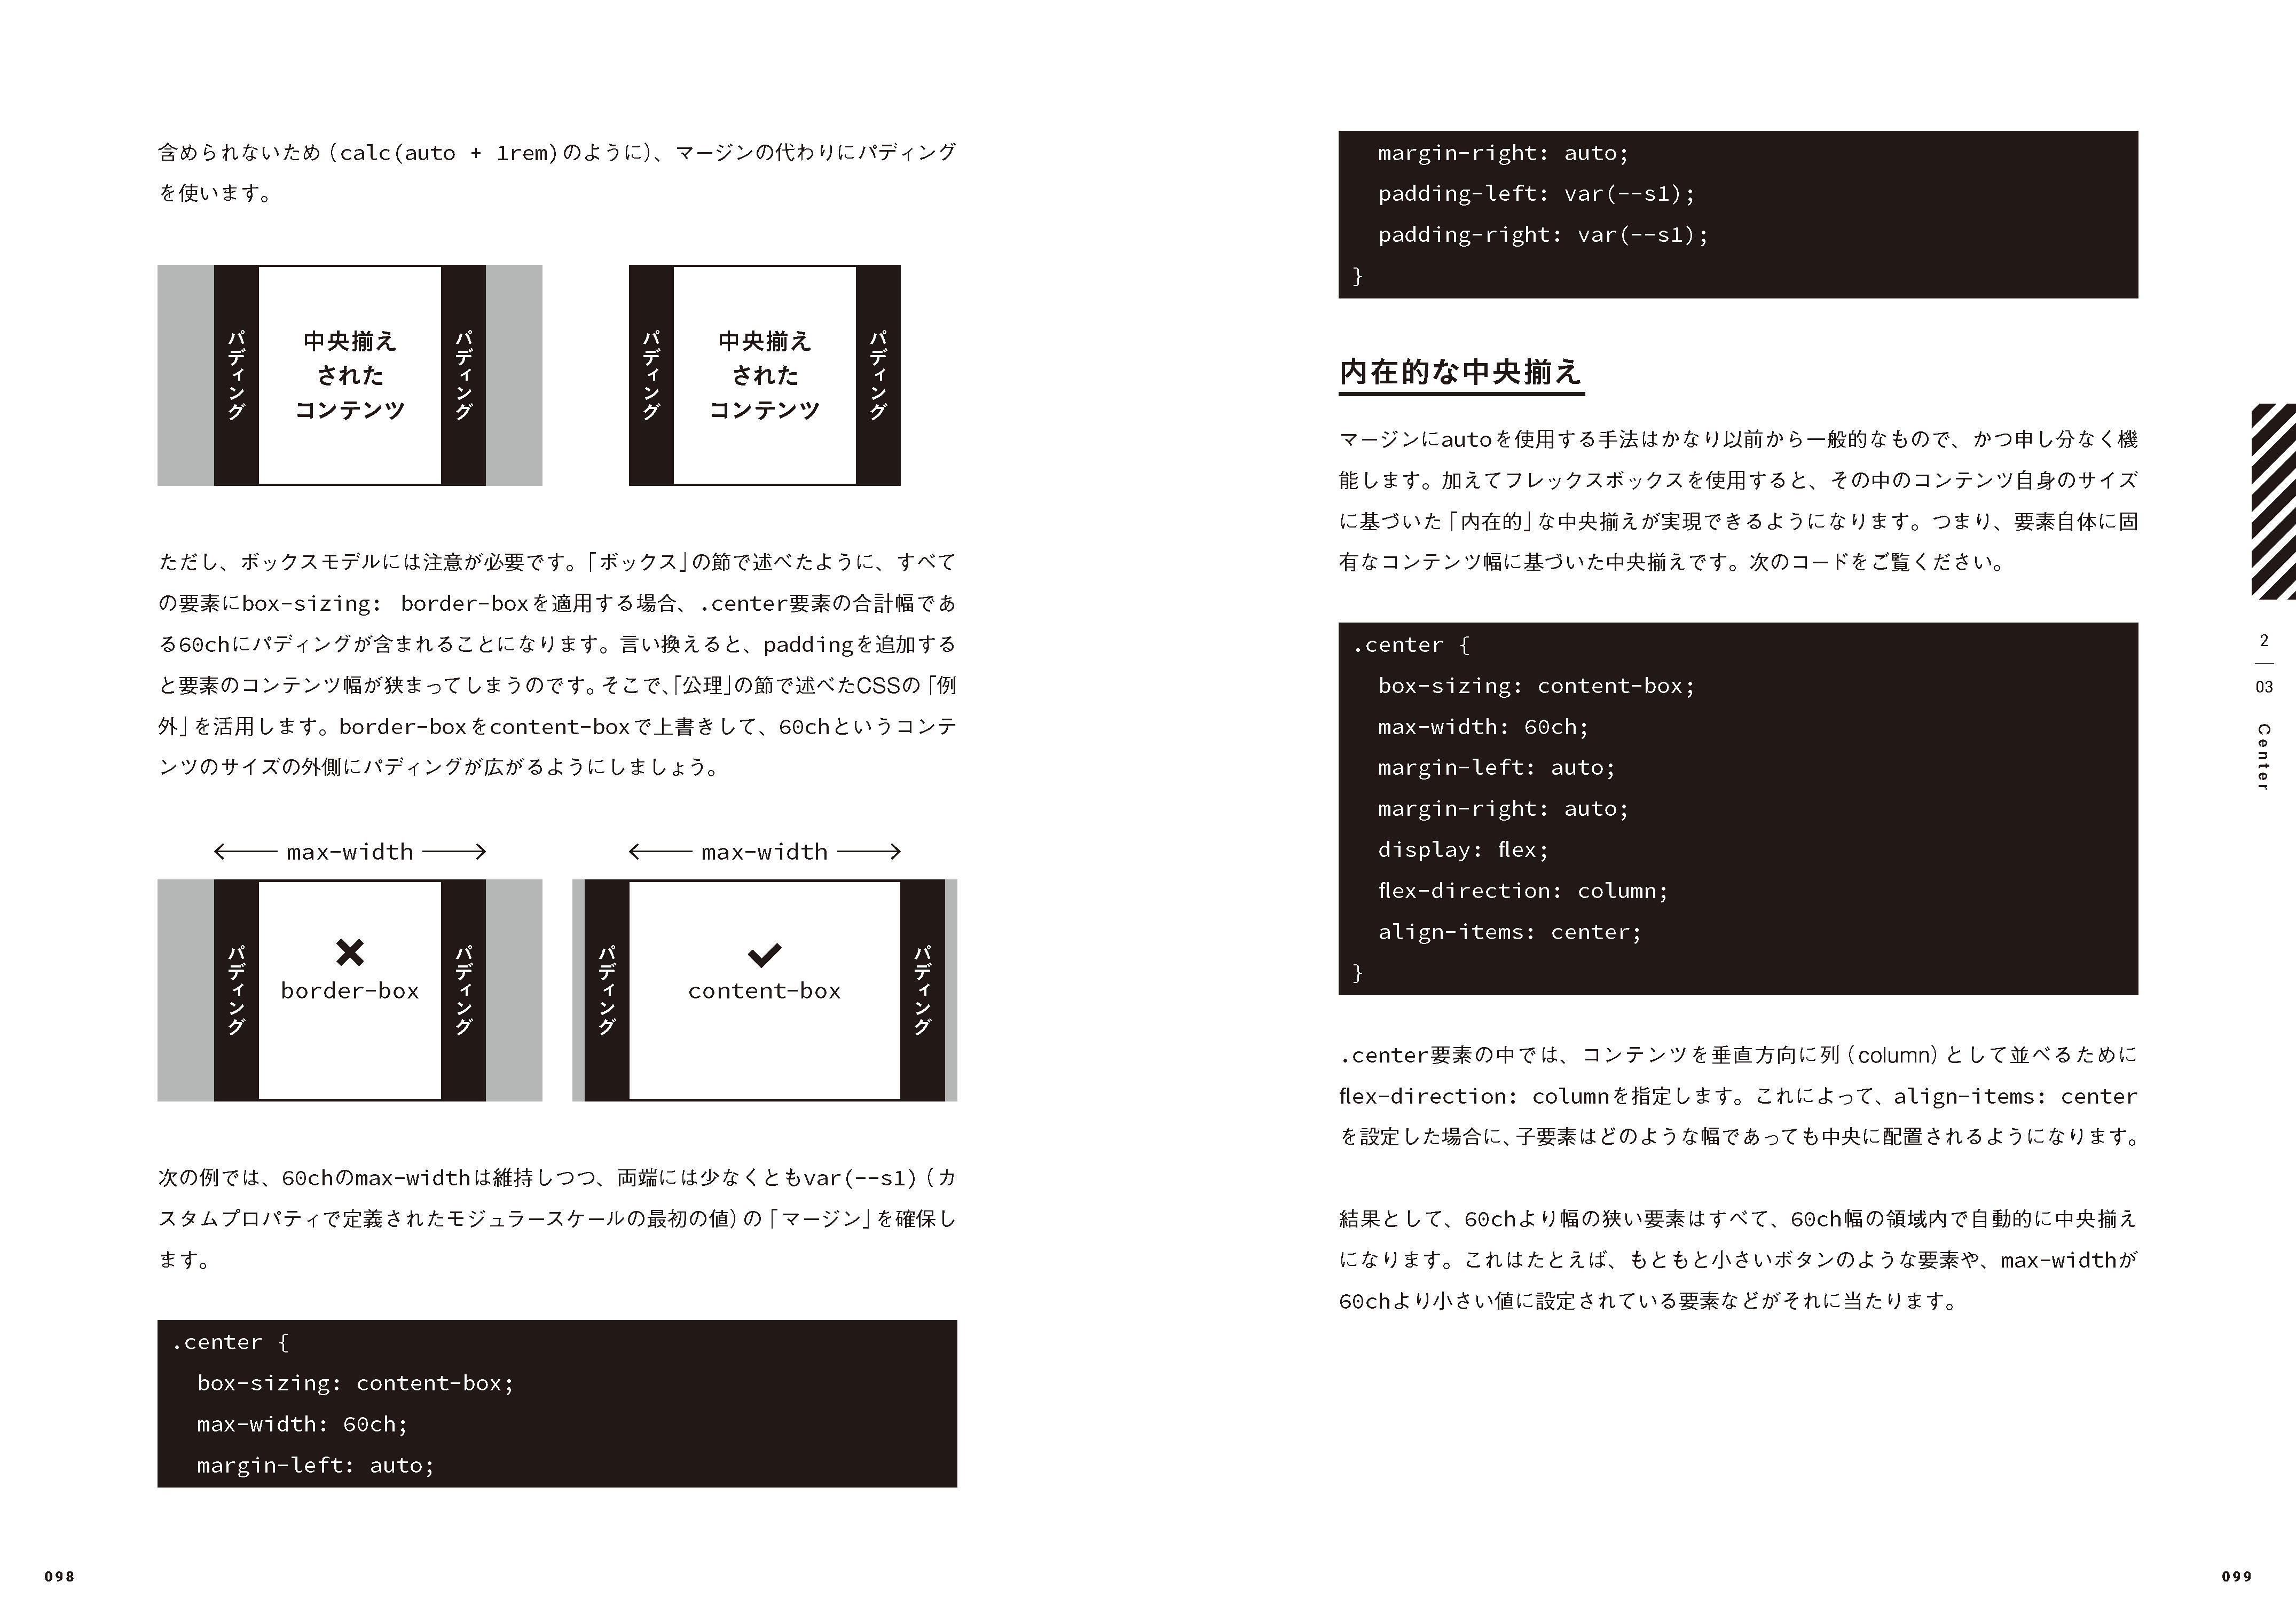 含められないため（calc(auto + 1rem)のように）、マージンの代わりにパディング
を使います。
パディング
中央揃え
された
コンテンツ
パディング
パディング
中央揃え
された
コンテンツ
パディング
ただし、ボックスモデルには注意が必要です。「ボックス」の節で述べたように、すべて
の要素にbox-sizing: border-boxを適用する場合、.center要素の合計幅であ
る60chにパディングが含まれることになります。言い換えると、paddingを追加する
と要素のコンテンツ幅が狭まってしまうのです。そこで、「公理」の節で述べたCSSの「例
外」を活用します。border-boxをcontent-boxで上書きして、60chというコンテ
ンツのサイズの外側にパディングが広がるようにしましょう。
max-width
パディング
border-box
パディング
max-width
パディング
content-box
パディング
次の例では、60chのmax-widthは維持しつつ、両端には少なくともvar(--s1)（カ
スタムプロパティで定義されたモジュラースケールの最初の値）の「マージン」を確保し
ます。
.center {
  box-sizing: content-box;
  max-width: 60ch;
  margin-left: auto;
098
  margin-right: auto;
  padding-left: var(--s1);
  padding-right: var(--s1);
}
内在的な中央揃え
マージンにautoを使用する手法はかなり以前から一般的なもので、かつ申し分なく機
能します。加えてフレックスボックスを使用すると、その中のコンテンツ自身のサイズ
に基づいた「内在的」な中央揃えが実現できるようになります。つまり、要素自体に固
有なコンテンツ幅に基づいた中央揃えです。次のコードをご覧ください。
.center {
  box-sizing: content-box;
  max-width: 60ch;
  margin-left: auto;
  margin-right: auto;
  display: flex;
  flex-direction: column;
  align-items: center;
}
.center要素の中では、コンテンツを垂直方向に列（column）として並べるために
flex-direction: columnを指定します。これによって、align-items: center
を設定した場合に、子要素はどのような幅であっても中央に配置されるようになります。
結果として、60chより幅の狭い要素はすべて、60ch幅の領域内で自動的に中央揃え
になります。これはたとえば、もともと小さいボタンのような要素や、max-widthが
60chより小さい値に設定されている要素などがそれに当たります。
2
03
Center
099